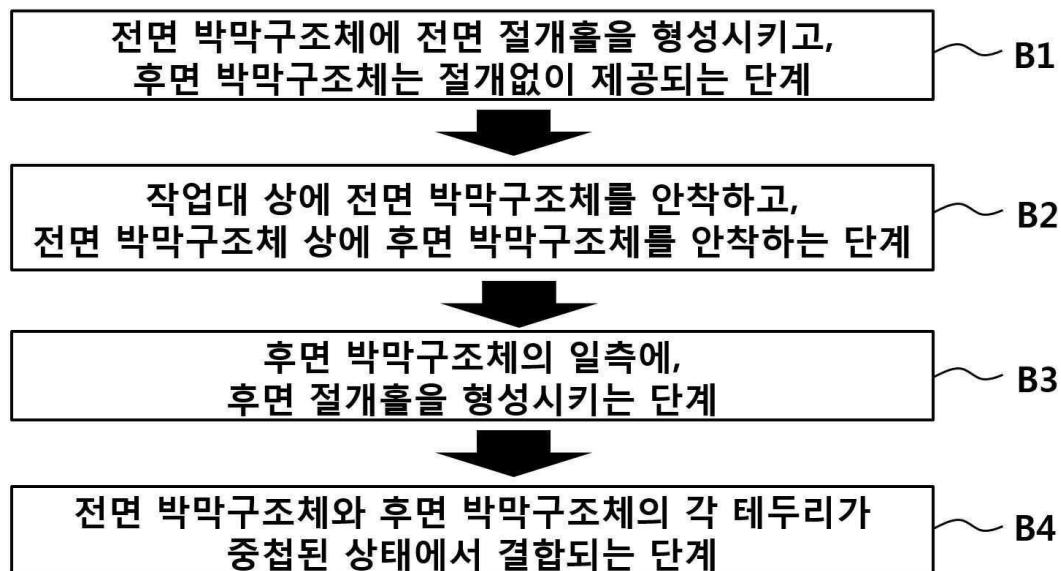 전면 박막구조체에 전면 절개홀을 형성시키고,
후면 박막구조체는 절개없이 제공되는 단계
B1
작업대 상에 전면 박막구조체를 안착하고,
전면 박막구조체 상에 후면 박막구조체를 안착하는 단계
B2
후면 박막구조체의 일측에,
후면 절개홀을 형성시키는 단계
B3
전면 박막구조체와 후면 박막구조체의 각 테두리가
중첩된 상태에서 결합되는 단계
B4